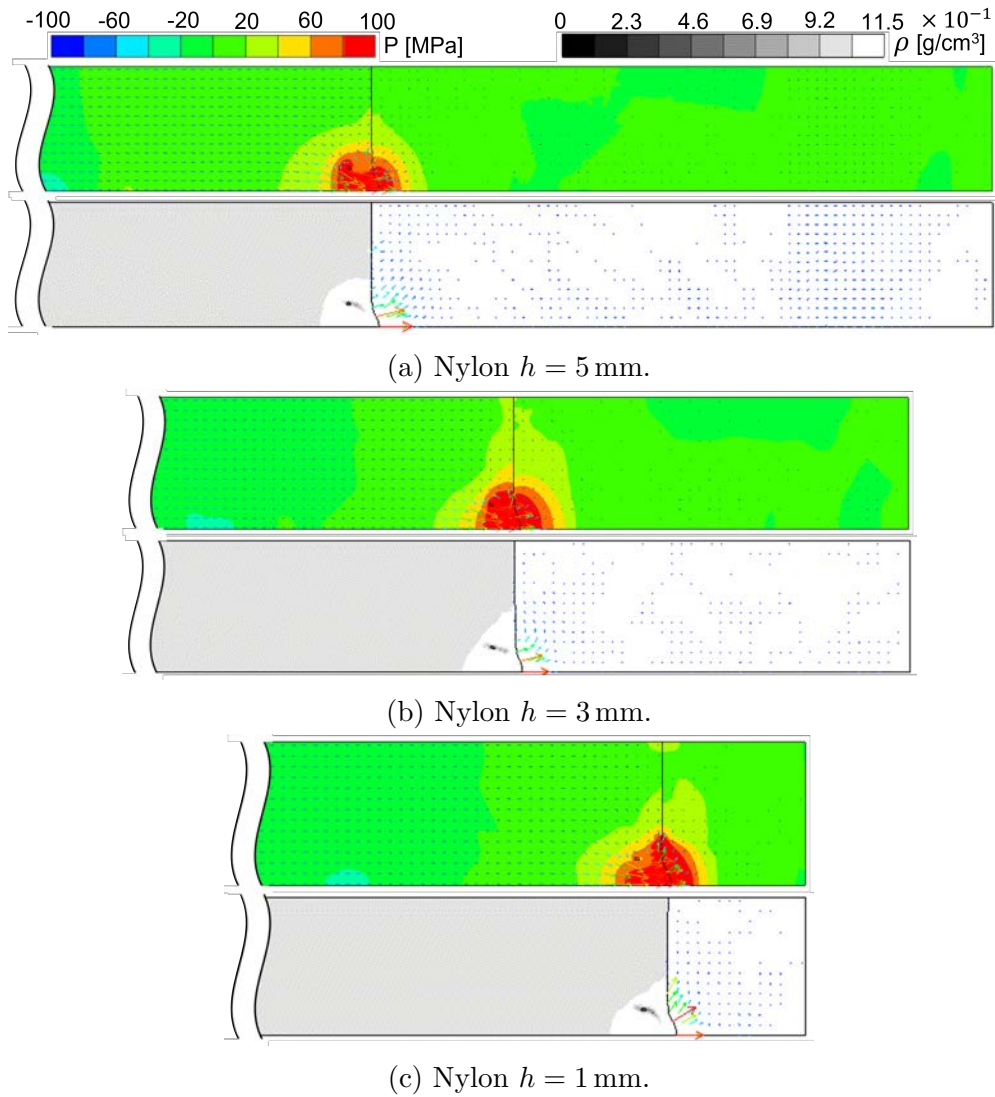 -100 -60 -20 20 60 100 0 2.3 4.6 6.9 9.2 11.5 × 10⁻¹
P [MPa] ρ [g/cm³]
(a) Nylon h = 5 mm.
(b) Nylon h = 3 mm.
(c) Nylon h = 1 mm.